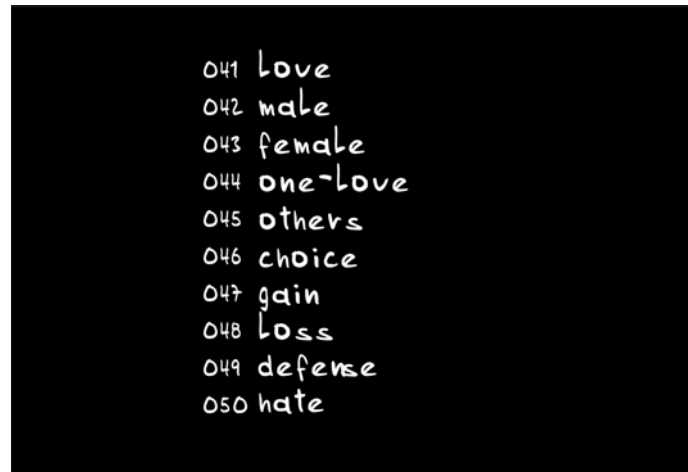 041 Love
042 male
043 female
044 one-Love
045 others
046 choice
047 gain
048 Loss
049 defense
050 hate